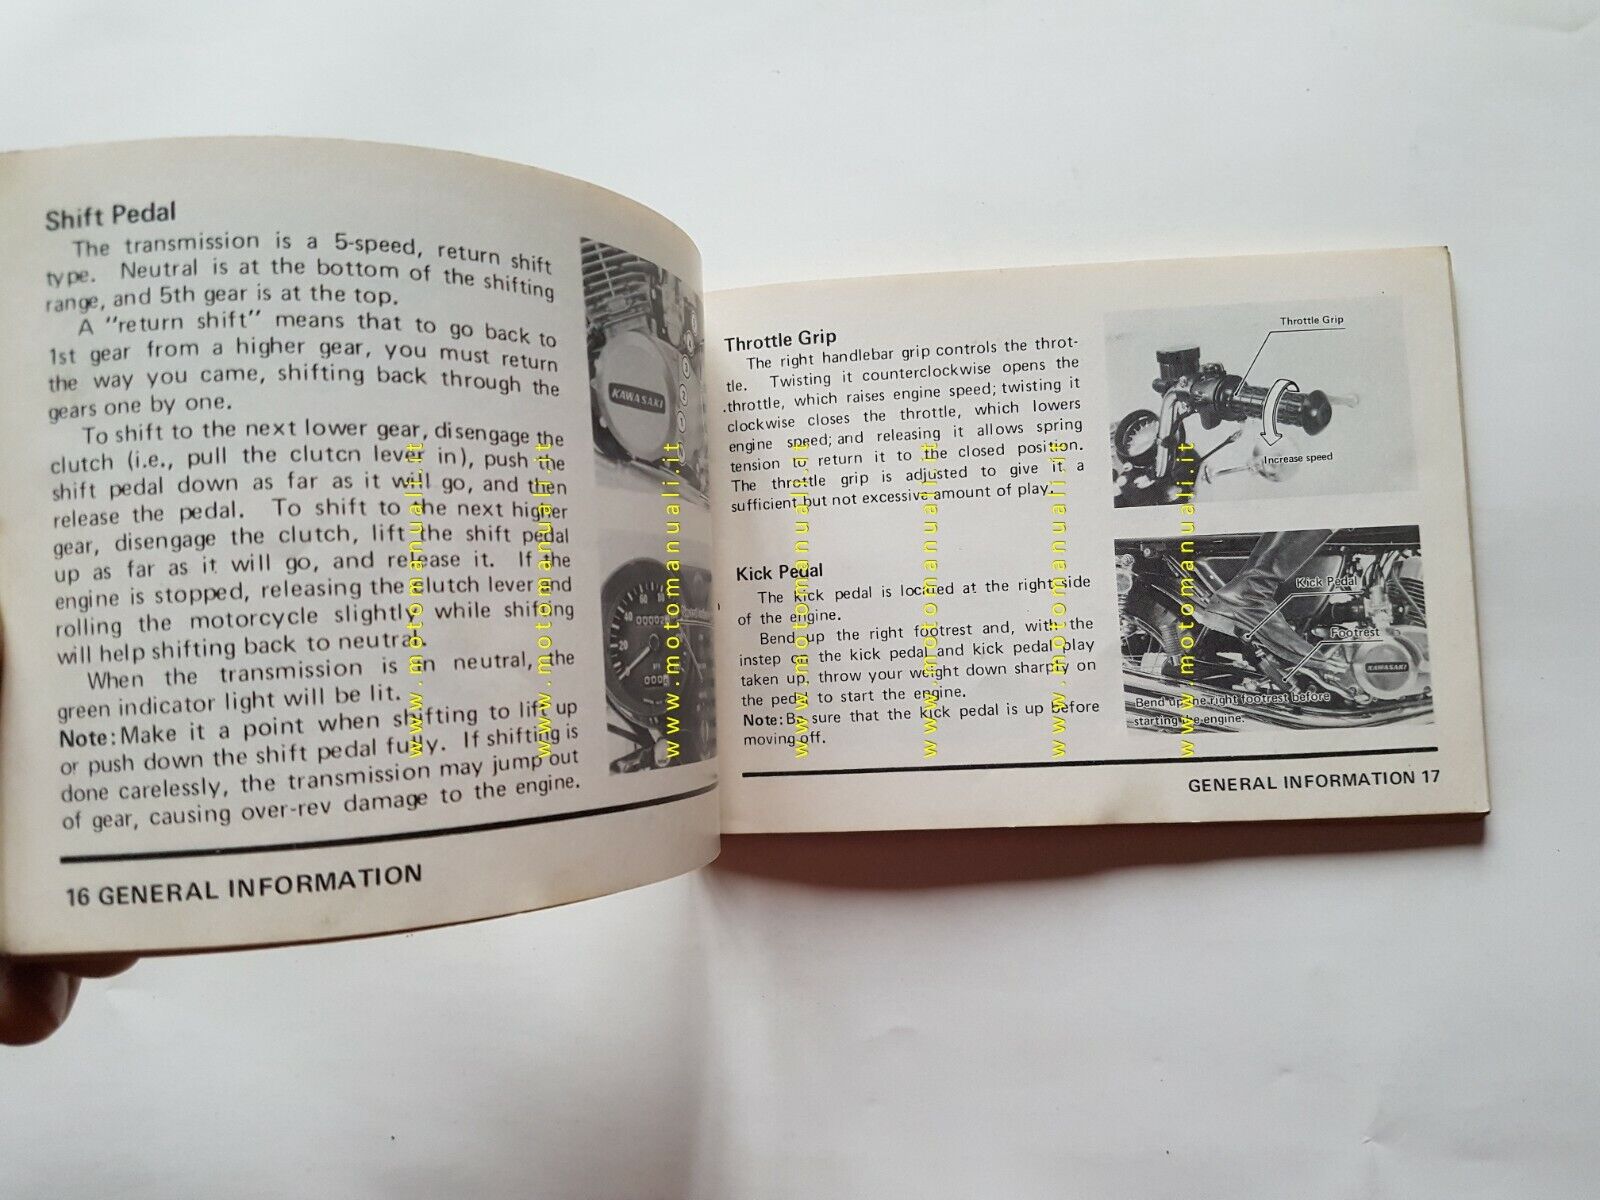 Shift Pedal
The transmission is a 5-speed, return shift
type. Neutral is at the bottom of the shifting
range, and 5th gear is at the top.
A "return shift" means that to go back to
1st gear from a higher gear, you must return
the way you came, shifting back through the
gears one by one.
To shift to the next lower gear, disengage the
clutch (i.e., pull the clutch lever in), push the
shift pedal down as far as it will go, and then
release the pedal. To shift to the next higher
gear, disengage the clutch, lift the shift pedal
up as far as it will go, and release it. If the
engine is stopped, releasing the clutch lever and
rolling the motorcycle slightly while shifting
will help shifting back to neutral.
When the transmission is in neutral, the
green indicator light will be lit.
Note: Make it a point when shifting to lift up
or push down the shift pedal fully. If shifting is
done carelessly, the transmission may jump out
of gear, causing over-rev damage to the engine.
KAWASAKI
16 GENERAL INFORMATION
Throttle Grip
The right handlebar grip controls the throt-
tle. Twisting it counterclockwise opens the
throttle, which raises engine speed; twisting it
clockwise closes the throttle, which lowers
engine speed; and releasing it allows spring
tension to return it to the closed position.
The throttle grip is adjusted to give it a
sufficient but not excessive amount of play.
Throttle Grip
Increase speed
Kick Pedal
The kick pedal is located at the right side
of the engine.
Bend up the right footrest and, with the
instep on the kick pedal and kick pedal play
taken up, throw your weight down sharply on
the pedal to start the engine.
Note: Be sure that the kick pedal is up before
moving off.
Kick Pedal
Footrest
KAWASAKI
Bend up the right footrest before
starting the engine.
GENERAL INFORMATION 17
www.motomanuali.it
www.motomanuali.it
www.motomanuali.it
www.motomanuali.it
www.motomanuali.it
www.motomanuali.it
www.motomanuali.it